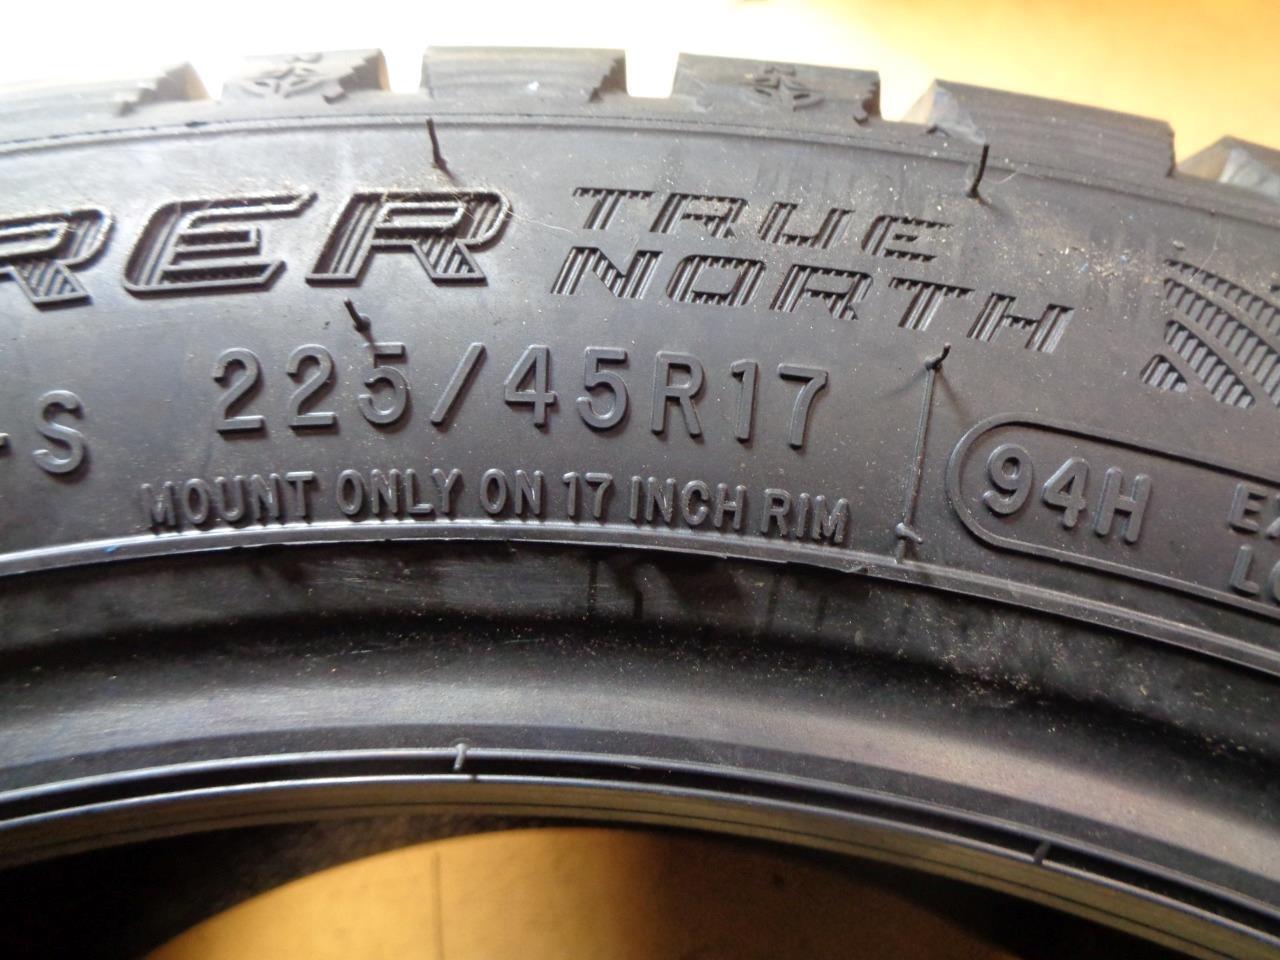 RER TRUE
NORTH
-S 225/45R17
MOUNT ONLY ON 17 INCH RIM
94H